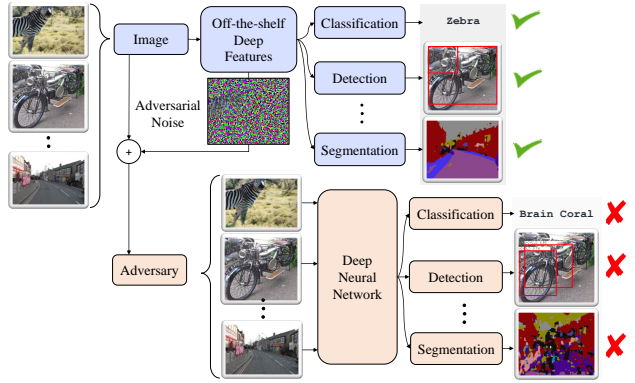 Image
Off-the-shelf
Deep
Features
Classification
Zebra
Detection
Segmentation
Adversarial
Noise
+
Adversary
Deep
Neural
Network
Classification
Brain Coral
Detection
Segmentation